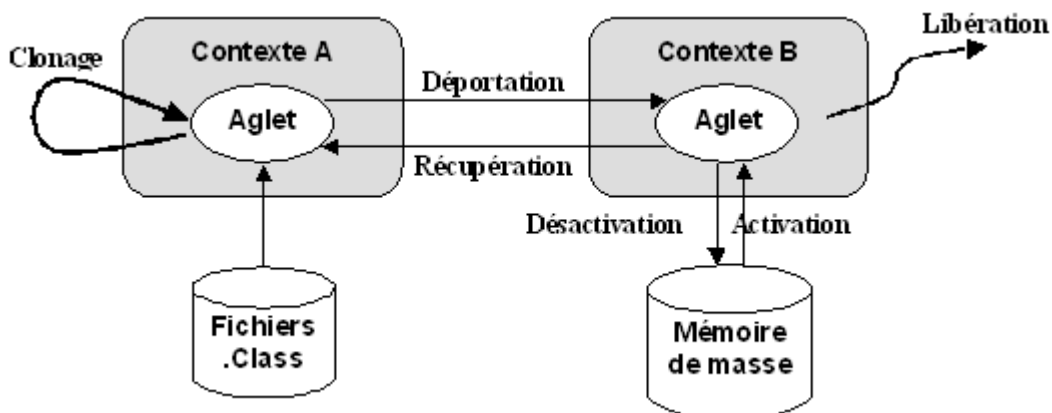 Libération
Clonage
Contexte A
Contexte B
Déportation
Aglet
Aglet
Récupération
Désactivation
Activation
Fichiers
.Class
Mémoire
de masse